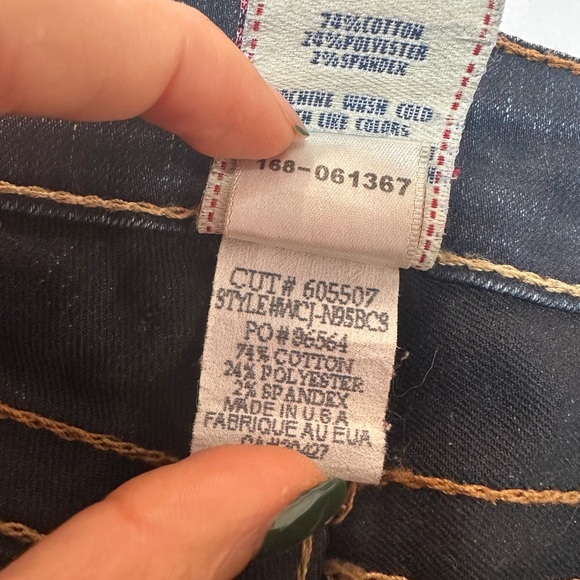 74%COTTON
24%POLYESTER
2%SPANDEX
MACHINE WASH COLD
WITH LIKE COLORS
168-061367
CUT# 605507
STYLE#WCJ-N95BCS
PO#96564
74% COTTON
24% POLYESTER
2% SPANDEX
MADE IN U.S.A
FABRIQUE AU EUA